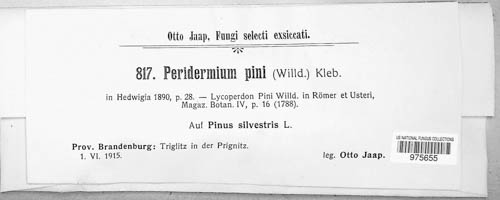 Otto Jaap, Fungi selecti exsiccati.
817. Peridermium pini (Willd.) Kleb.
in Hedwigia 1890, p. 28. — Lycoperdon Pini Willd. in Römer et Usteri,
Magaz. Botan. IV, p. 16 (1788).
Auf Pinus silvestris L.
Prov. Brandenburg: Triglitz in der Prignitz.
1. VI. 1915.
leg. Otto Jaap.
US NATIONAL FUNGUS COLLECTIONS
975655